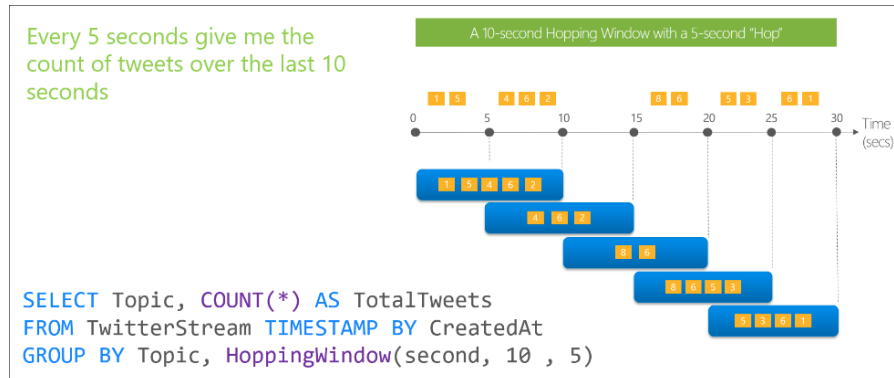 Every 5 seconds give me the
count of tweets over the last 10
seconds
A 10-second Hopping Window with a 5-second "Hop"
1 5 4 6 2 8 6 5 3 6 1
0 5 10 15 20 25 30 Time
(secs)
1 5 4 6 2
4 6 2
8 6
8 6 5 3
5 3 6 1
SELECT Topic, COUNT(*) AS TotalTweets
FROM TwitterStream TIMESTAMP BY CreatedAt
GROUP BY Topic, HoppingWindow(second, 10 , 5)